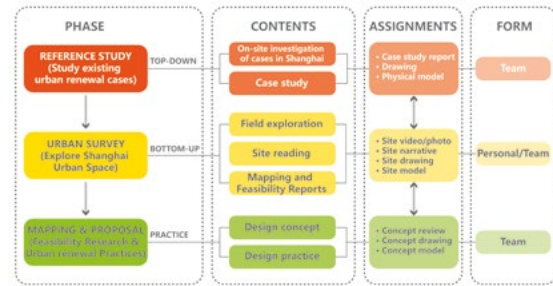 PHASE
CONTENTS
ASSIGNMENTS
FORM
REFERENCE STUDY
(Study existing
urban renewal cases)
TOP-DOWN
On-site investigation
of cases in Shanghai
Case study
• Case study report
• Drawing
• Physical model
Team
URBAN SURVEY
(Explore Shanghai
Urban Space)
BOTTOM-UP
Field exploration
Site reading
Mapping and
Feasibility Reports
• Site video/photo
• Site narrative
• Site drawing
• Site model
Personal/Team
MAPPING & PROPOSAL
(Feasibility Research &
Urban renewal Practices)
PRACTICE
Design concept
Design practice
• Concept review
• Concept drawing
• Concept model
Team